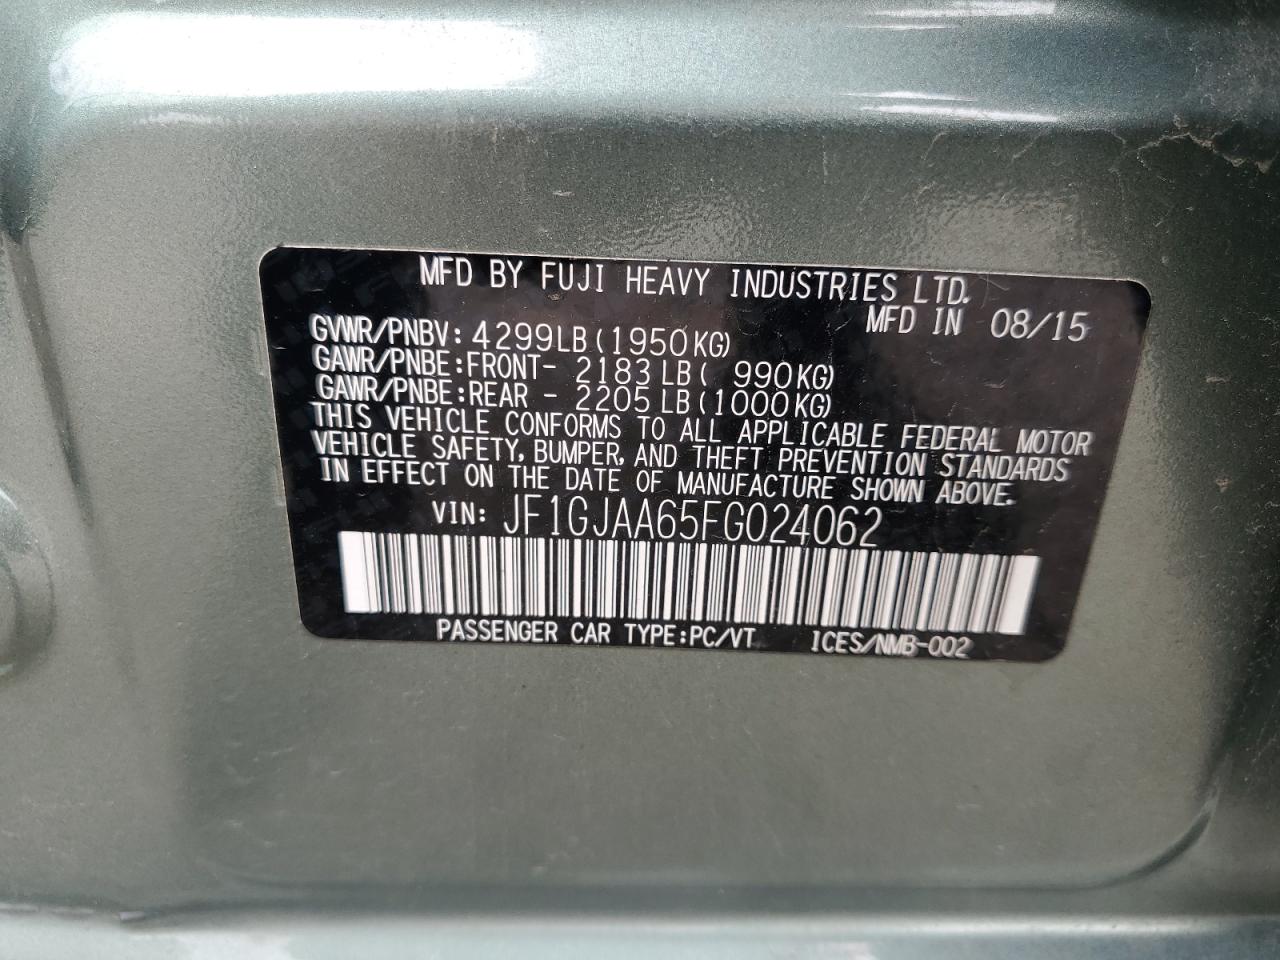 MFD BY FUJI HEAVY INDUSTRIES LTD.
MFD IN 08/15
GVWR/PNBV: 4299LB (1950KG)
GAWR/PNBE: FRONT- 2183 LB ( 990KG)
GAWR/PNBE: REAR - 2205 LB (1000KG)
THIS VEHICLE CONFORMS TO ALL APPLICABLE FEDERAL MOTOR
VEHICLE SAFETY, BUMPER, AND THEFT PREVENTION STANDARDS
IN EFFECT ON THE DATE OF MANUFACTURE SHOWN ABOVE.
VIN: JF1GJAA65FG024062
PASSENGER CAR TYPE:PC/VT ICES/NMB-002